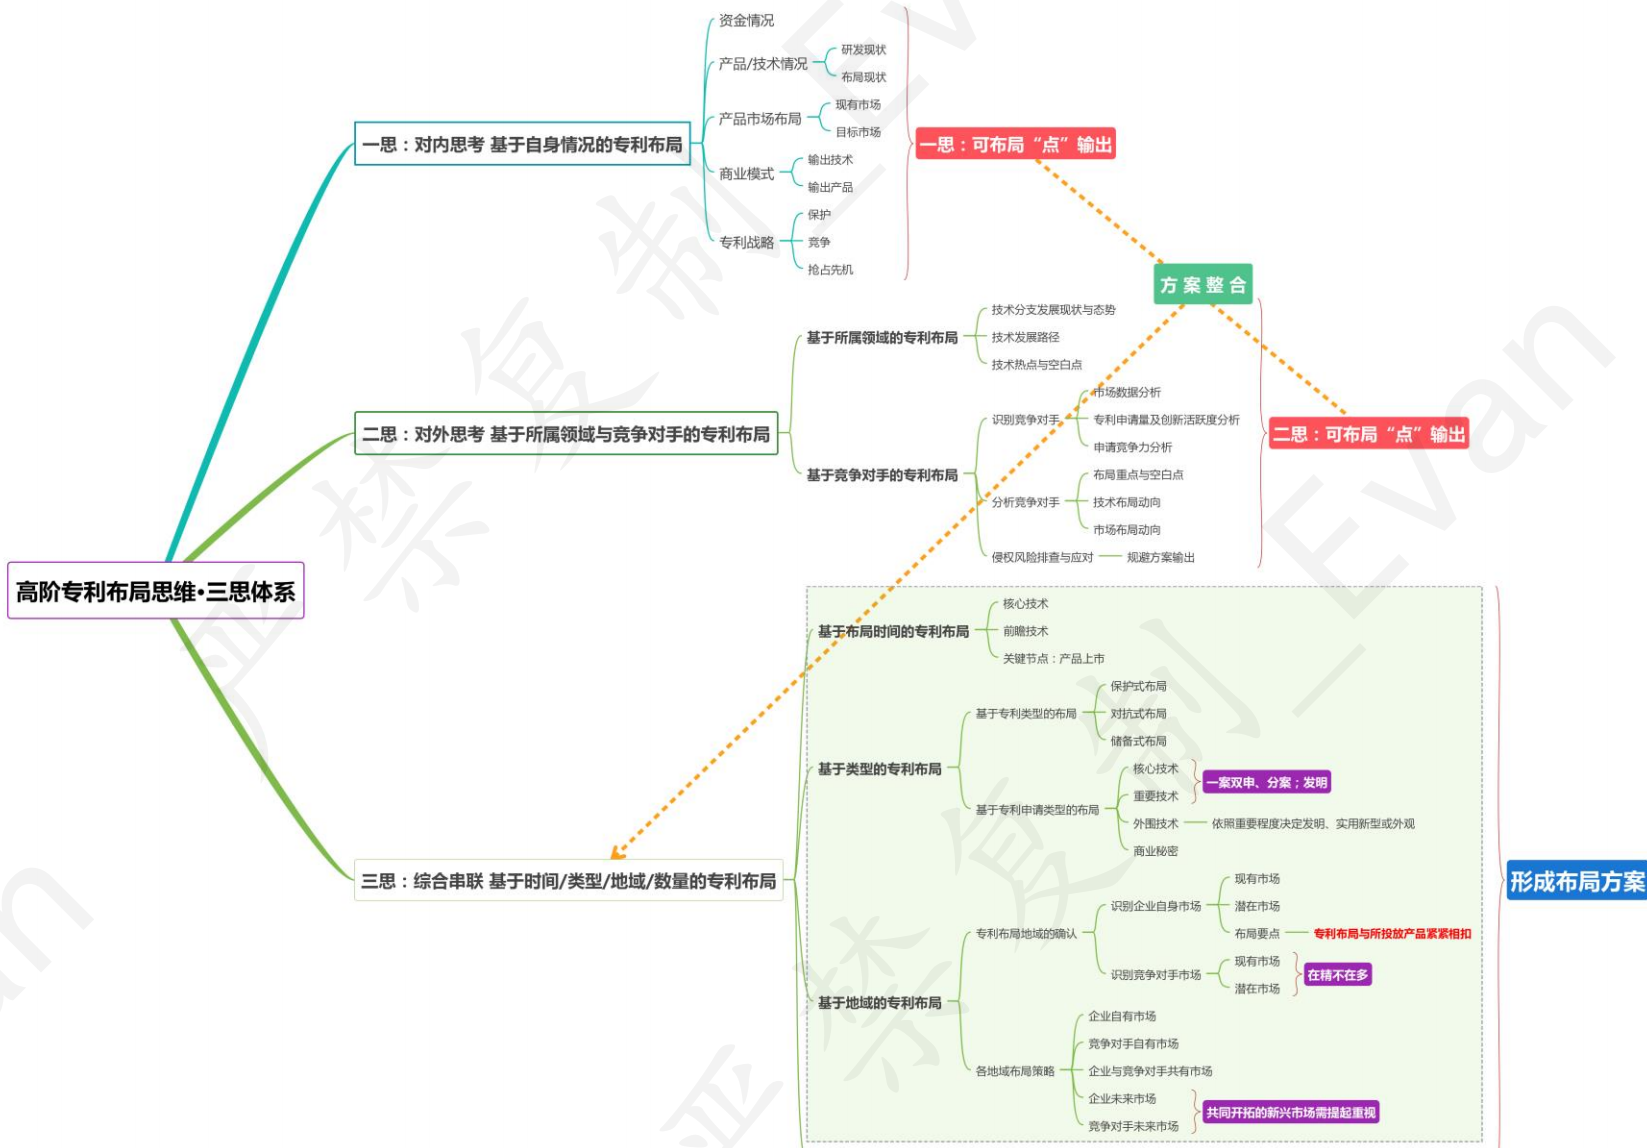 高阶专利布局思维·三思体系
一思：对内思考 基于自身情况的专利布局
资金情况
产品/技术情况
研发现状
布局现状
产品市场布局
现有市场
目标市场
商业模式
输出技术
输出产品
专利战略
保护
竞争
抢占先机
一思：可布局“点”输出
方 案 整 合
二思：对外思考 基于所属领域与竞争对手的专利布局
基于所属领域的专利布局
技术分支发展现状与态势
技术发展路径
技术热点与空白点
基于竞争对手的专利布局
识别竞争对手
市场数据分析
专利申请量及创新活跃度分析
申请竞争力分析
分析竞争对手
布局重点与空白点
技术布局动向
市场布局动向
侵权风险排查与应对
规避方案输出
二思：可布局“点”输出
三思：综合串联 基于时间/类型/地域/数量的专利布局
基于布局时间的专利布局
核心技术
前瞻技术
关键节点：产品上市
基于类型的专利布局
基于专利类型的布局
保护式布局
对抗式布局
储备式布局
基于专利申请类型的布局
核心技术
重要技术
一案双申、分案；发明
外围技术
依照重要程度决定发明、实用新型或外观
商业秘密
基于地域的专利布局
专利布局地域的确认
识别企业自身市场
现有市场
潜在市场
布局要点
专利布局与所投放产品紧紧相扣
识别竞争对手市场
现有市场
潜在市场
在精不在多
各地域布局策略
企业自有市场
竞争对手自有市场
企业与竞争对手共有市场
企业未来市场
竞争对手未来市场
共同开拓的新兴市场需提起重视
形成布局方案
严禁复制_Evan
严禁复制_Evan
an